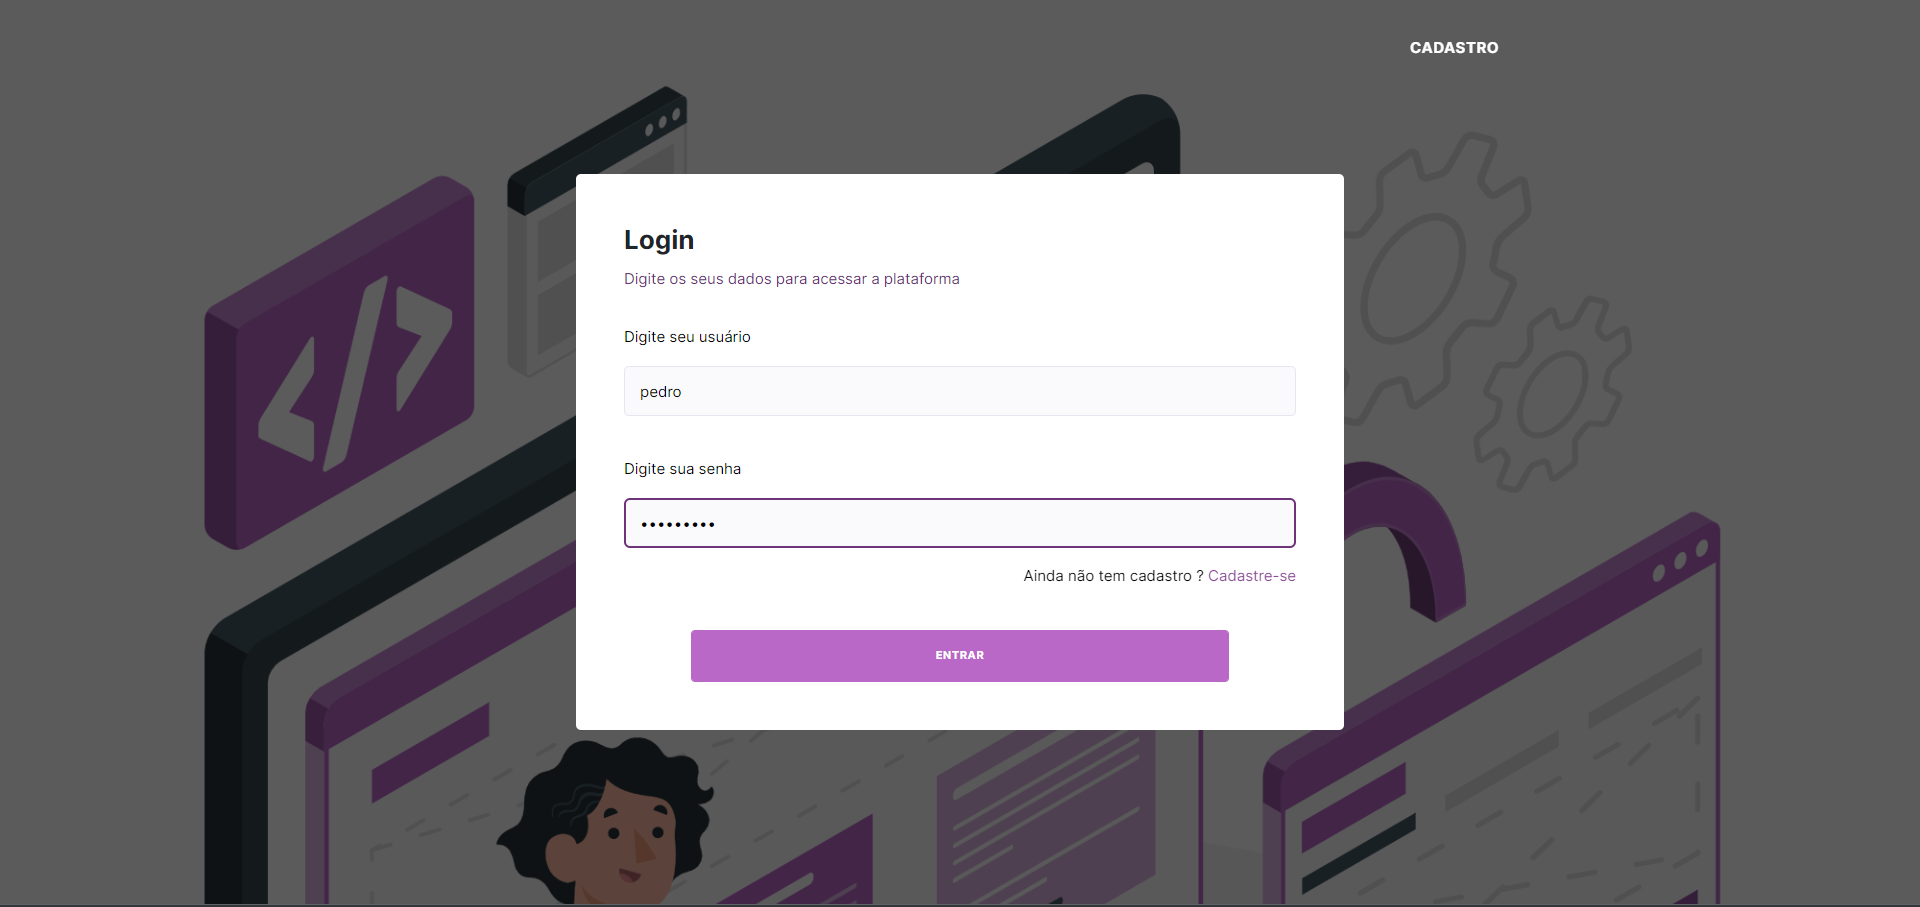 CADASTRO
Login
Digite os seus dados para acessar a plataforma
Digite seu usuário
pedro
Digite sua senha
•••••••••
Ainda não tem cadastro ? Cadastre-se
ENTRAR